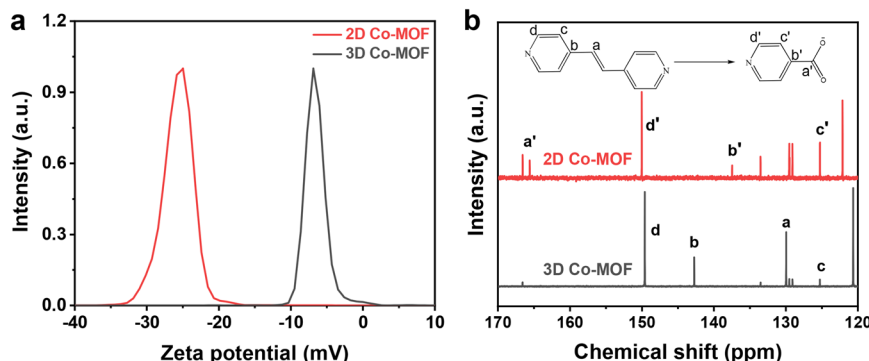 a
2D Co-MOF
3D Co-MOF
1.2
0.9
0.6
0.3
0.0
-40 -30 -20 -10 0 10
Intensity (a.u.)
Zeta potential (mV)
b
d c b a N N
d' c' b' a' N O O
a' d' b' c'
2D Co-MOF
d b a c
3D Co-MOF
170 160 150 140 130 120
Intensity (a.u.)
Chemical shift (ppm)